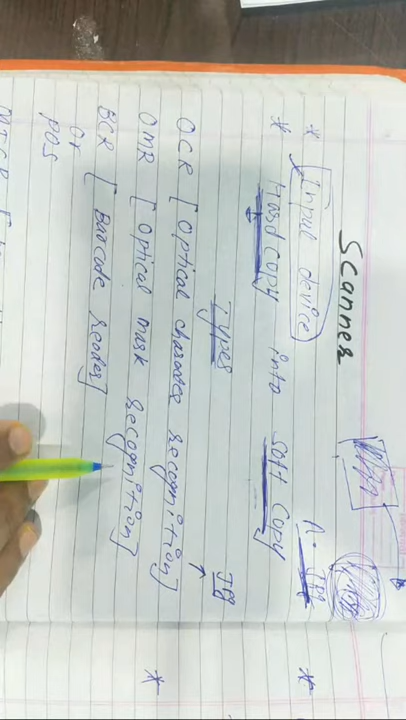 Scanner
* Input device
* Hard copy into Soft copy
Types
OCR [Optical character Recognition]
OMR [Optical mark Recognition]
BCR [Barcode Reader]
or
POS